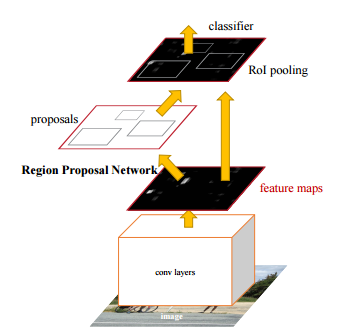 classifier
RoI pooling
proposals
Region Proposal Network
feature maps
conv layers
image